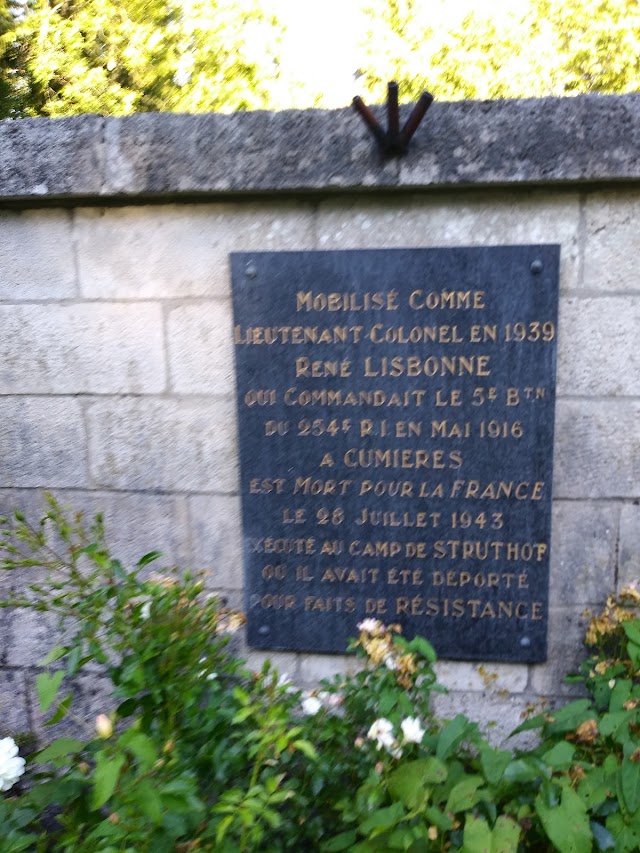 MOBILISÉ COMME
LIEUTENANT-COLONEL EN 1939
RENÉ LISBONNE
QUI COMMANDAIT LE 5E BTN
DU 254E R.I. EN MAI 1916
A CUMIERES
EST MORT POUR LA FRANCE
LE 28 JUILLET 1943
EXÉCUTÉ AU CAMP DE STRUTHOF
OU IL AVAIT ÉTÉ DÉPORTÉ
POUR FAITS DE RÉSISTANCE